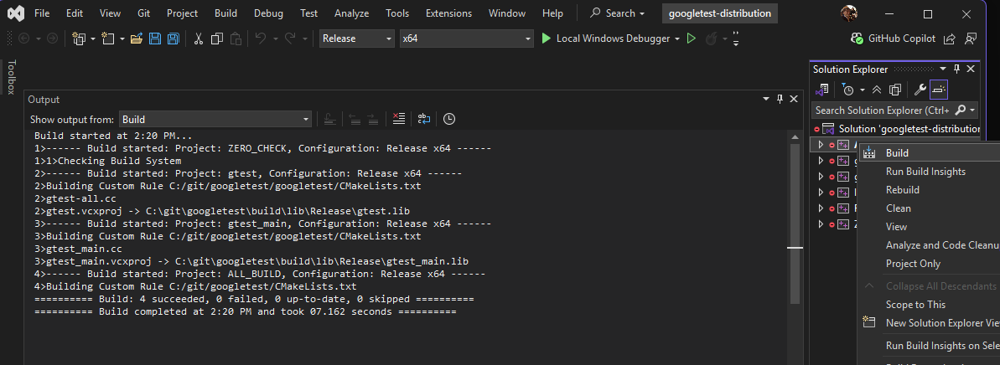 File Edit View Git Project Build Debug Test Analyze Tools Extensions Window Help Search googletest-distribution
Release x64 Local Windows Debugger GitHub Copilot
Toolbox
Solution Explorer
Output
Show output from: Build
Search Solution Explorer (Ctrl+
Build started at 2:20 PM...
1>------ Build started: Project: ZERO_CHECK, Configuration: Release x64 ------
1>1>Checking Build System
2>------ Build started: Project: gtest, Configuration: Release x64 ------
2>Building Custom Rule C:/git/googletest/googletest/CMakeLists.txt
2>gtest-all.cc
2>gtest.vcxproj -> C:\git\googletest\build\lib\Release\gtest.lib
3>------ Build started: Project: gtest_main, Configuration: Release x64 ------
3>Building Custom Rule C:/git/googletest/googletest/CMakeLists.txt
3>gtest_main.cc
3>gtest_main.vcxproj -> C:\git\googletest\build\lib\Release\gtest_main.lib
4>------ Build started: Project: ALL_BUILD, Configuration: Release x64 ------
4>Building Custom Rule C:/git/googletest/CMakeLists.txt
========== Build: 4 succeeded, 0 failed, 0 up-to-date, 0 skipped ==========
========== Build completed at 2:20 PM and took 07.162 seconds ==========
Solution 'googletest-distribution
Build
Run Build Insights
Rebuild
Clean
View
Analyze and Code Cleanu
Project Only
Collapse All Descendants
Scope to This
New Solution Explorer Vie
Run Build Insights on Sele